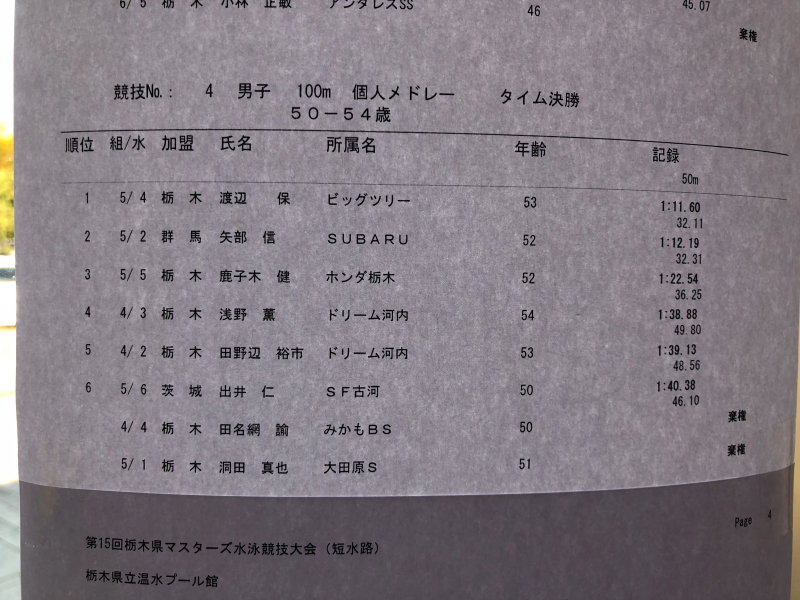 6/ 5 栃 木 小林 正敏 アンタレスSS 46 45.07
棄権
競技No.: 4 男子 100m 個人メドレー タイム決勝
50－54歳
順位 組/水 加盟 氏名 所属名 年齢 記録
50m
1 5/ 4 栃 木 渡辺 保 ビッグツリー 53 1:11.60
32.11
2 5/ 2 群 馬 矢部 信 SUBARU 52 1:12.19
32.31
3 5/ 5 栃 木 鹿子木 健 ホンダ栃木 52 1:22.54
36.25
4 4/ 3 栃 木 浅野 薫 ドリーム河内 54 1:38.88
49.80
5 4/ 2 栃 木 田野辺 裕市 ドリーム河内 53 1:39.13
48.56
6 5/ 6 茨 城 出井 仁 SF古河 50 1:40.38
46.10
4/ 4 栃 木 田名網 諭 みかもBS 50 棄権
5/ 1 栃 木 洞田 真也 大田原S 51 棄権
Page 4
第15回栃木県マスターズ水泳競技大会（短水路）
栃木県立温水プール館